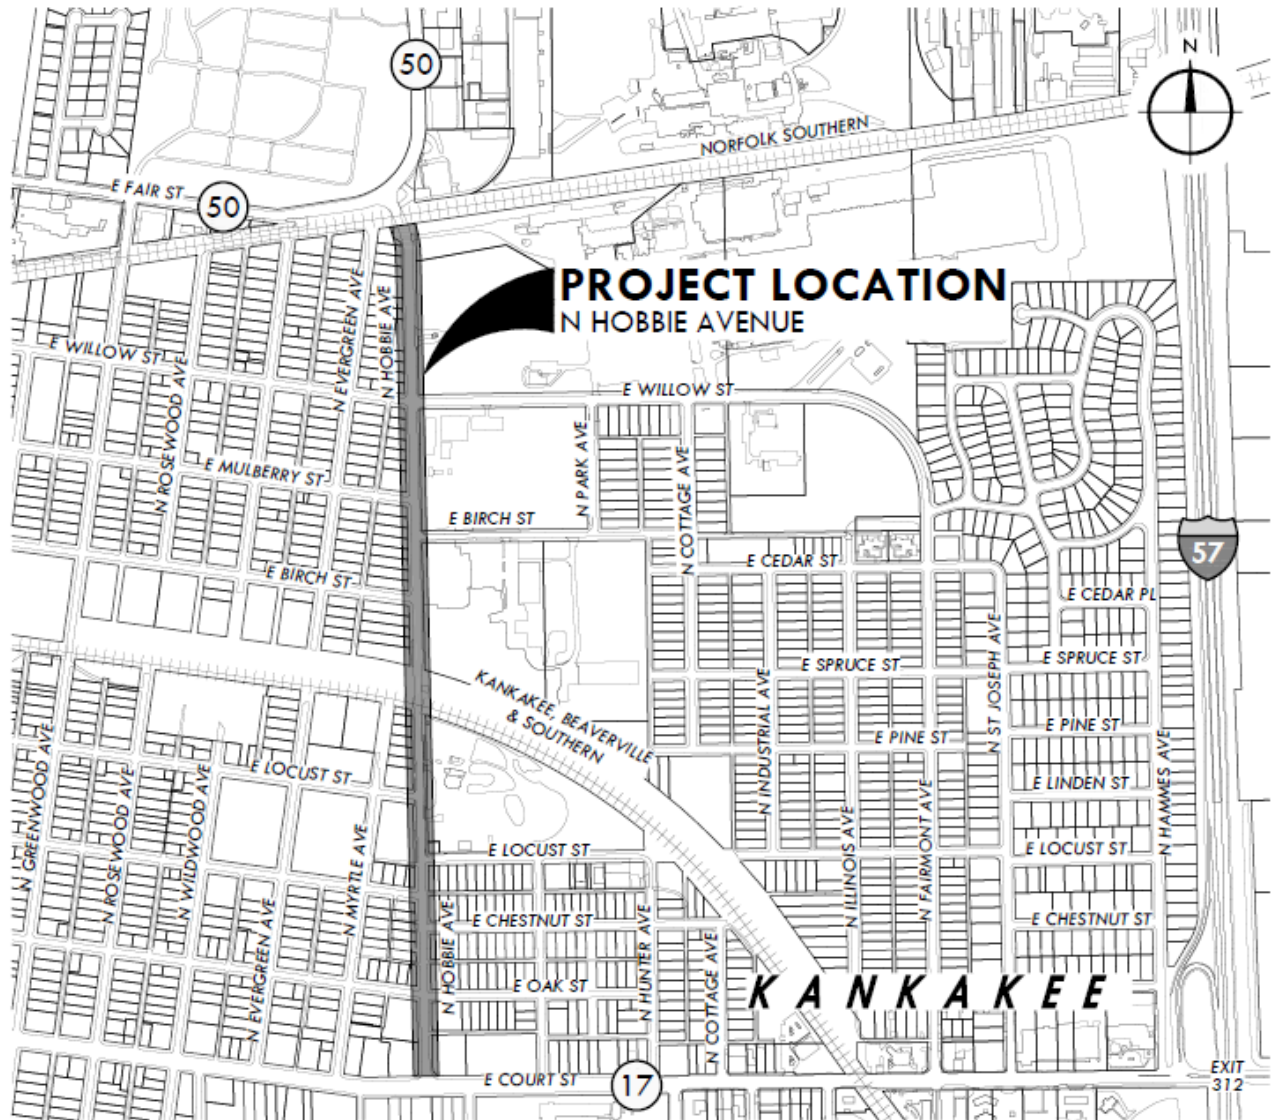 50
N
NORFOLK SOUTHERN
E FAIR ST
50
PROJECT LOCATION
N HOBBIE AVENUE
N EVERGREEN AVE
N HOBBIE AVE
E WILLOW ST
N ROSEWOOD AVE
E WILLOW ST
N PARK AVE
N COTTAGE AVE
E MULBERRY ST
E BIRCH ST
E BIRCH ST
E CEDAR ST
57
E CEDAR PL
E SPRUCE ST
E SPRUCE ST
N ST JOSEPH AVE
KANKAKEE, BEAVERVILLE
& SOUTHERN
N INDUSTRIAL AVE
E PINE ST
E PINE ST
N GREENWOOD AVE
N ROSEWOOD AVE
N WILDWOOD AVE
E LOCUST ST
N MYRTLE AVE
N EVERGREEN AVE
E LINDEN ST
N HAMMES AVE
N ILLINOIS AVE
N FAIRMONT AVE
E LOCUST ST
E LOCUST ST
E CHESTNUT ST
E CHESTNUT ST
N HOBBIE AVE
N HUNTER AVE
N COTTAGE AVE
E OAK ST
KANKAKEE
E COURT ST
17
EXIT
312